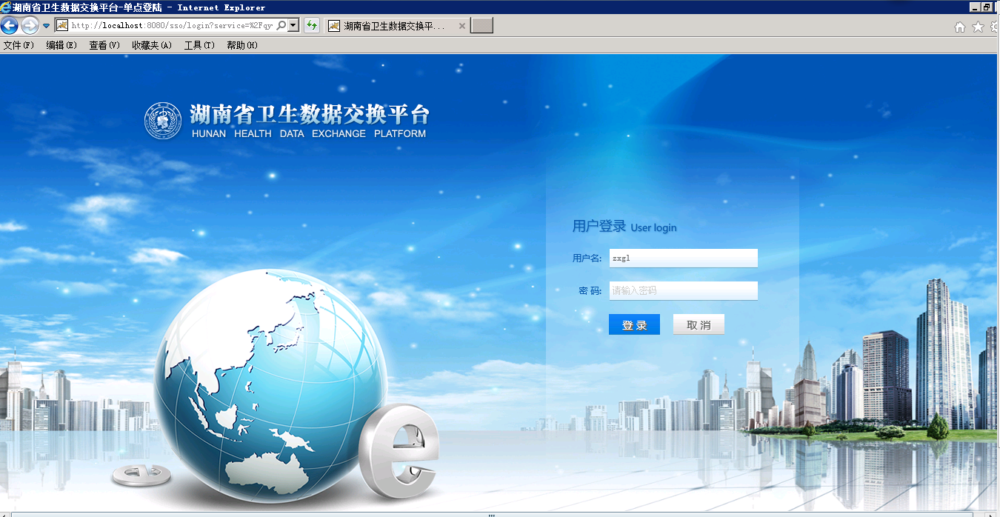 湖南省卫生数据交换平台-单点登陆 - Internet Explorer
http://localhost:8080/sso/login?service=%2Fqy
湖南省卫生数据交换平...
文件(F) 编辑(E) 查看(V) 收藏夹(A) 工具(T) 帮助(H)
湖南省卫生数据交换平台
HUNAN HEALTH DATA EXCHANGE PLATFORM
用户登录 User login
用户名: zxgl
密 码: 请输入密码
登 录 取 消